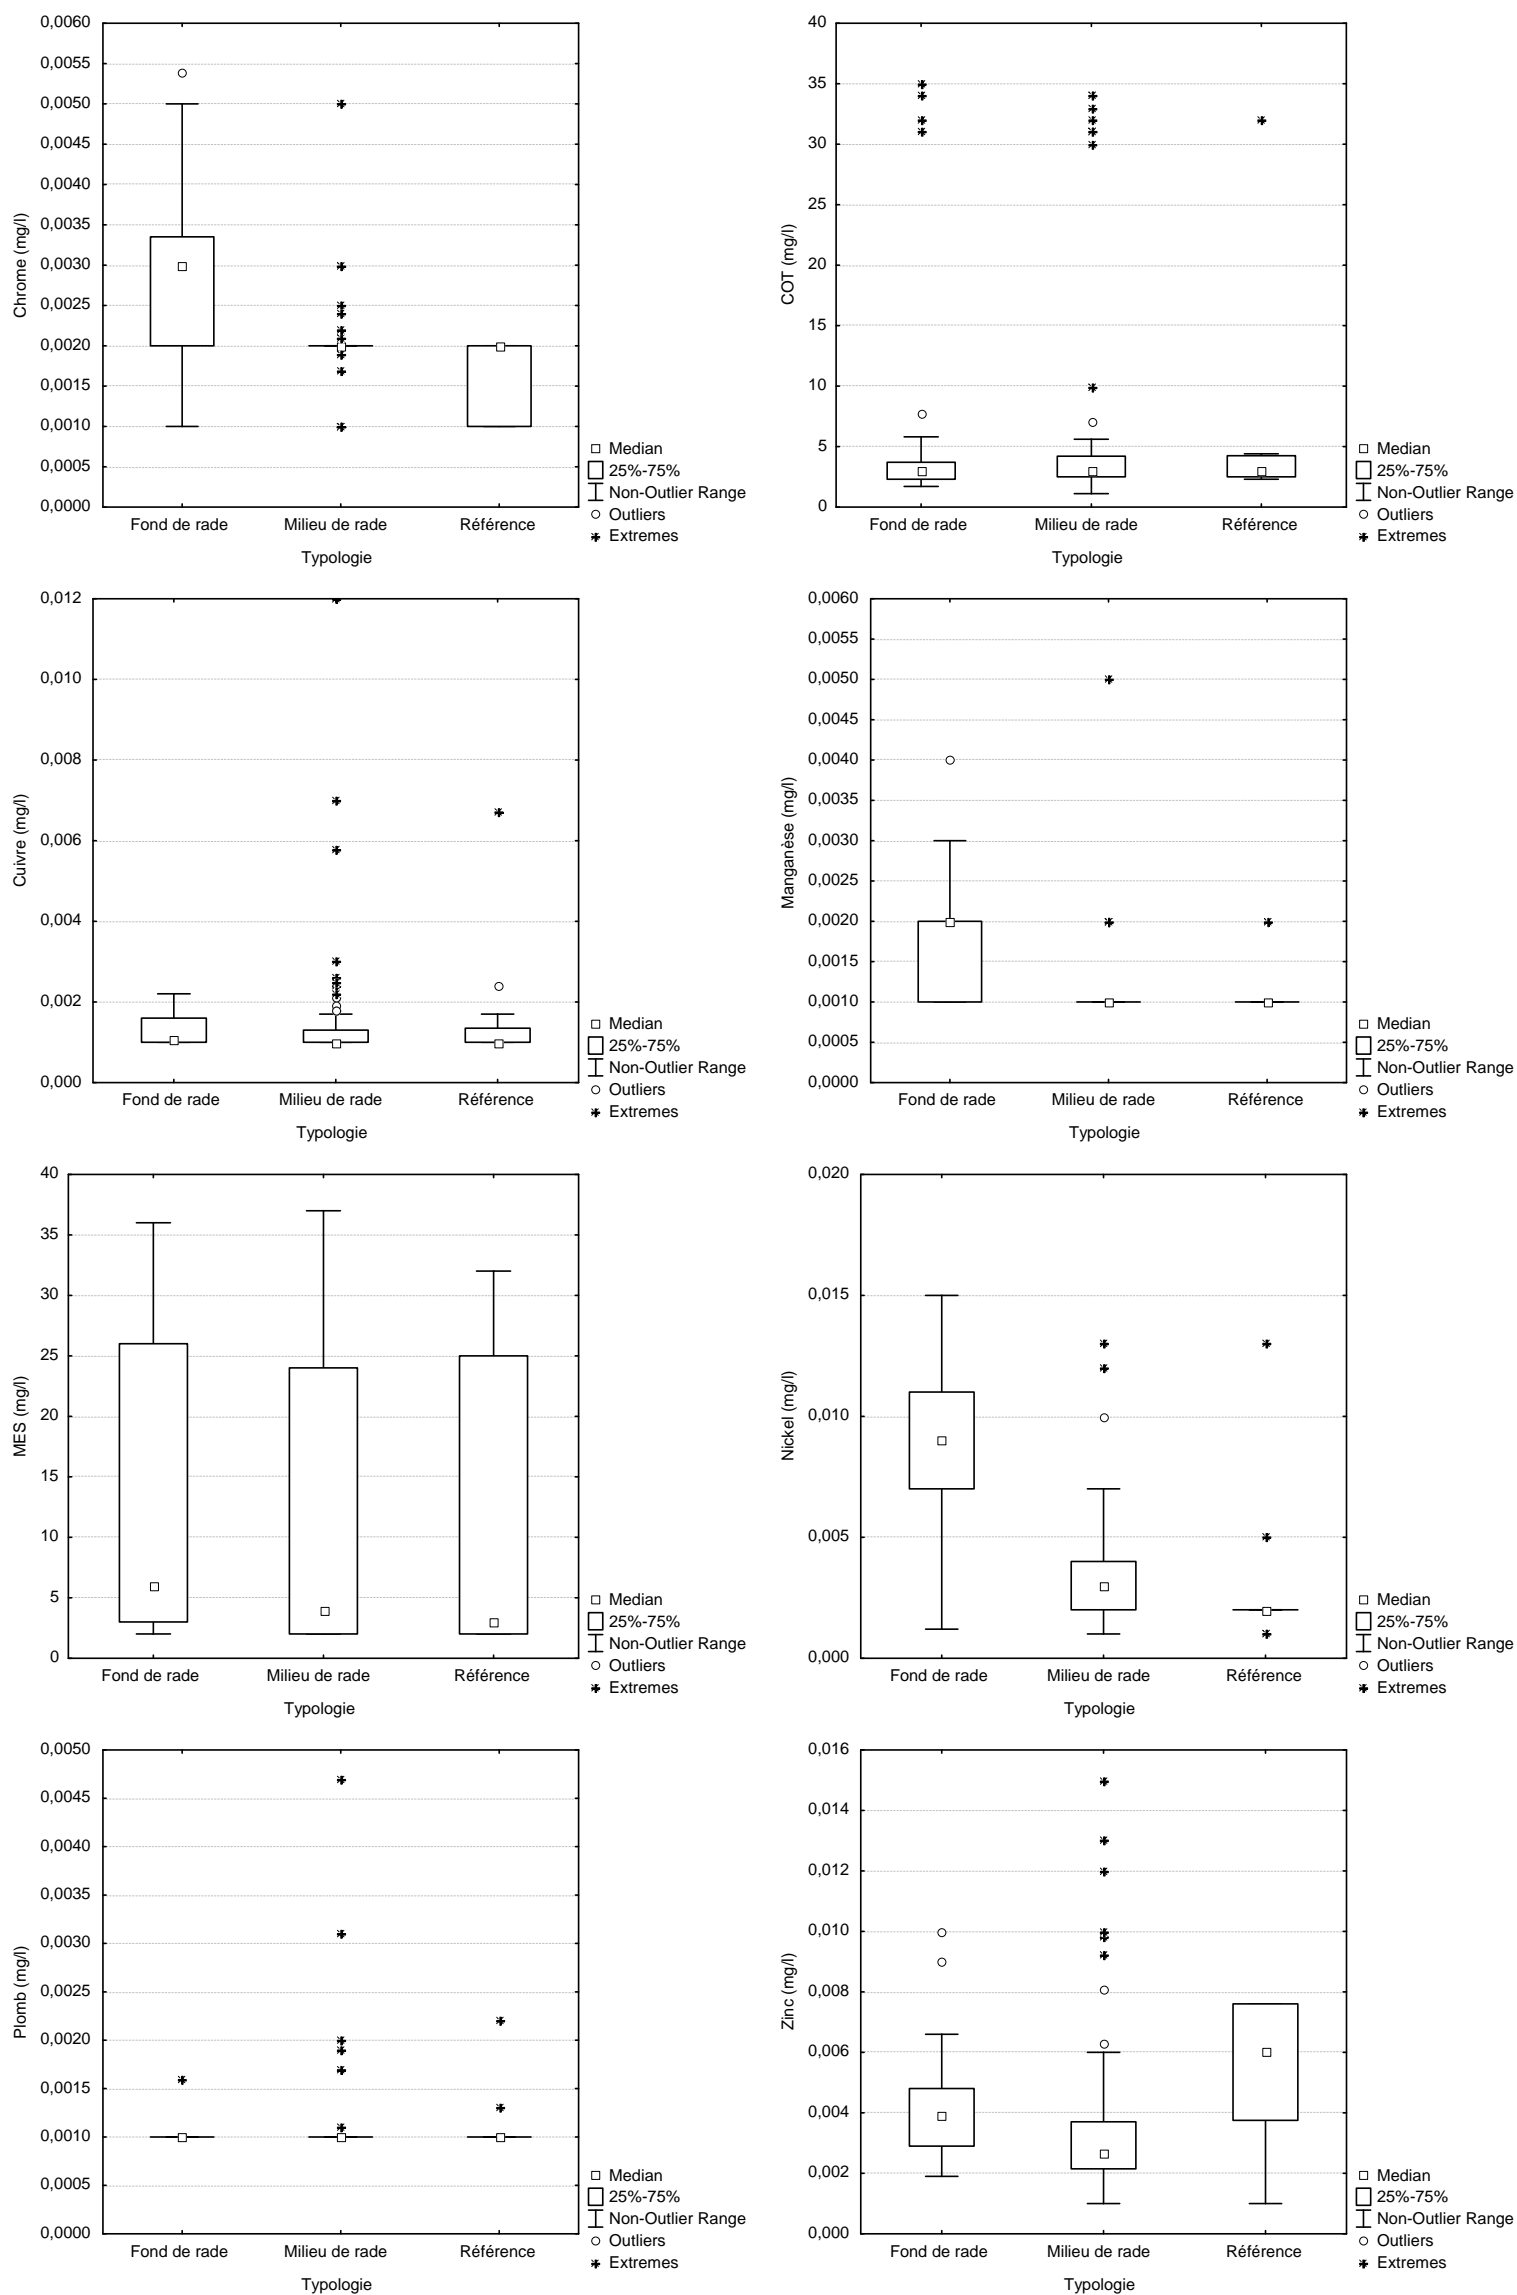 Chrome (mg/l)
0,0060
0,0055
0,0050
0,0045
0,0040
0,0035
0,0030
0,0025
0,0020
0,0015
0,0010
0,0005
0,0000
Fond de rade Milieu de rade Référence
Typologie
Median
25%-75%
Non-Outlier Range
Outliers
Extremes
COT (mg/l)
40
35
30
25
20
15
10
5
0
Fond de rade Milieu de rade Référence
Typologie
Median
25%-75%
Non-Outlier Range
Outliers
Extremes
Cuivre (mg/l)
0,012
0,010
0,008
0,006
0,004
0,002
0,000
Fond de rade Milieu de rade Référence
Typologie
Median
25%-75%
Non-Outlier Range
Outliers
Extremes
Manganèse (mg/l)
0,0060
0,0055
0,0050
0,0045
0,0040
0,0035
0,0030
0,0025
0,0020
0,0015
0,0010
0,0005
0,0000
Fond de rade Milieu de rade Référence
Typologie
Median
25%-75%
Non-Outlier Range
Outliers
Extremes
MES (mg/l)
40
35
30
25
20
15
10
5
0
Fond de rade Milieu de rade Référence
Typologie
Median
25%-75%
Non-Outlier Range
Outliers
Extremes
Nickel (mg/l)
0,020
0,015
0,010
0,005
0,000
Fond de rade Milieu de rade Référence
Typologie
Median
25%-75%
Non-Outlier Range
Outliers
Extremes
Plomb (mg/l)
0,0050
0,0045
0,0040
0,0035
0,0030
0,0025
0,0020
0,0015
0,0010
0,0005
0,0000
Fond de rade Milieu de rade Référence
Typologie
Median
25%-75%
Non-Outlier Range
Outliers
Extremes
Zinc (mg/l)
0,016
0,014
0,012
0,010
0,008
0,006
0,004
0,002
0,000
Fond de rade Milieu de rade Référence
Typologie
Median
25%-75%
Non-Outlier Range
Outliers
Extremes